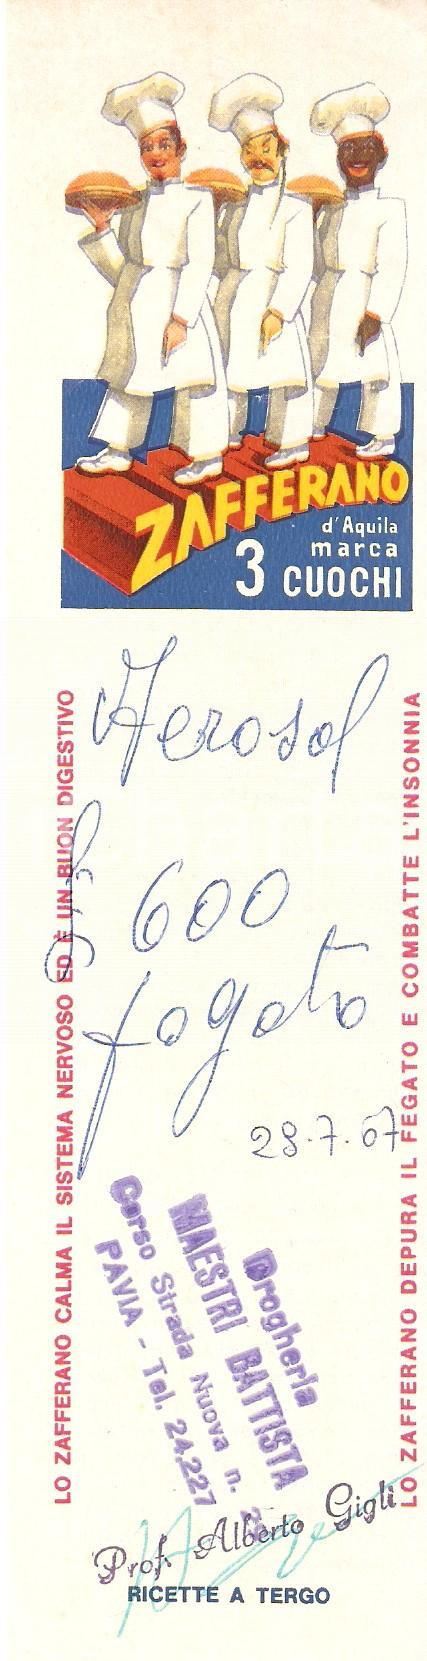 ZAFFERANO
d'Aquila
marca
3 CUOCHI
Aerosol
LO ZAFFERANO CALMA IL SISTEMA NERVOSO ED È UN BUON DIGESTIVO
LO ZAFFERANO DEPURA IL FEGATO E COMBATTE L'INSONNIA
£ 600
pagato
28.7.67
Drogheria
MAESTRI BATTISTA
Corso Strada Nuova n.
PAVIA - Tel. 24.227
Prof. Alberto Gigli
RICETTE A TERGO